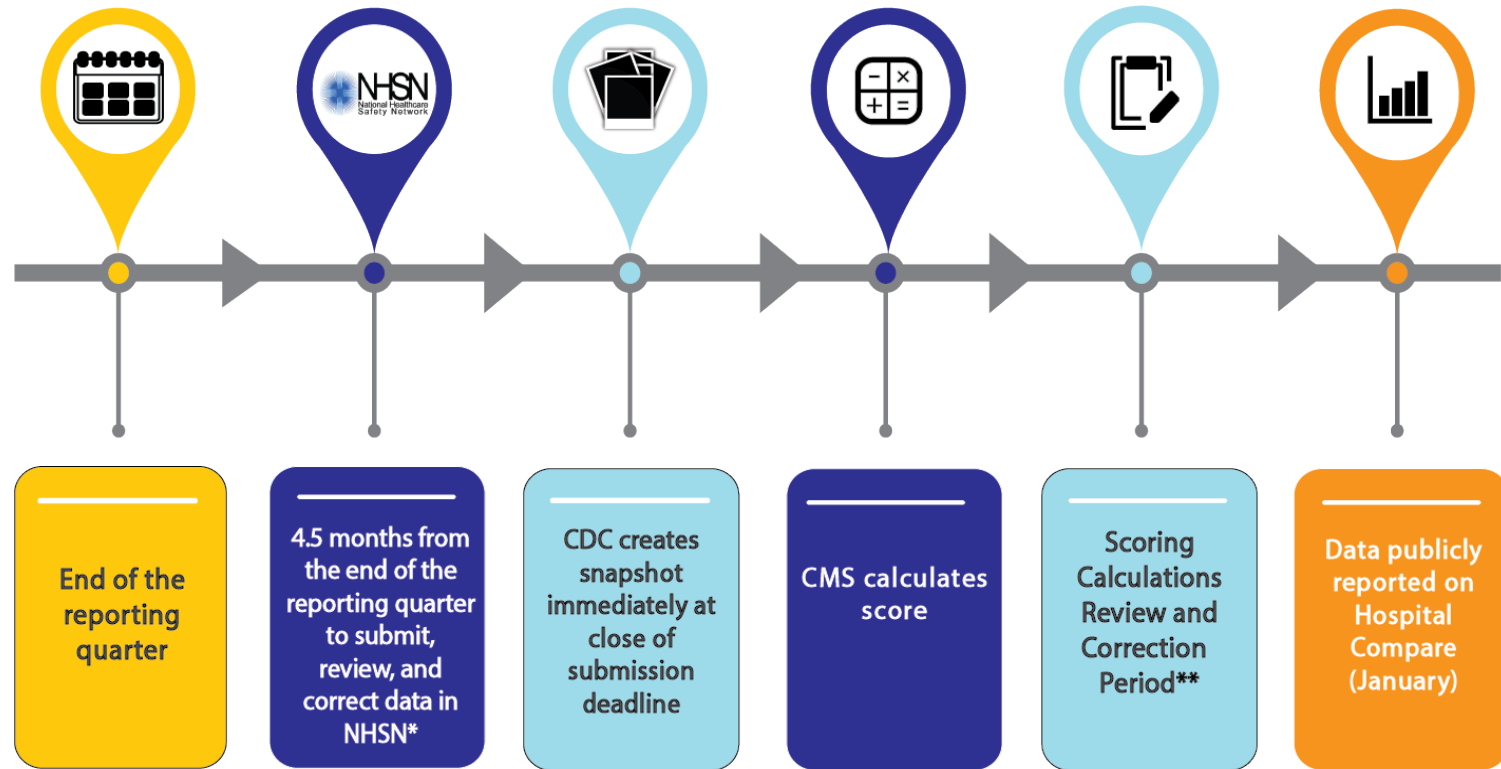 NHSN
National Healthcare
Safety Network
End of the
reporting
quarter
4.5 months from
the end of the
reporting quarter
to submit,
review, and
correct data in
NHSN*
CDC creates
snapshot
immediately at
close of
submission
deadline
CMS calculates
score
Scoring
Calculations
Review and
Correction
Period**
Data publicly
reported on
Hospital
Compare
(January)